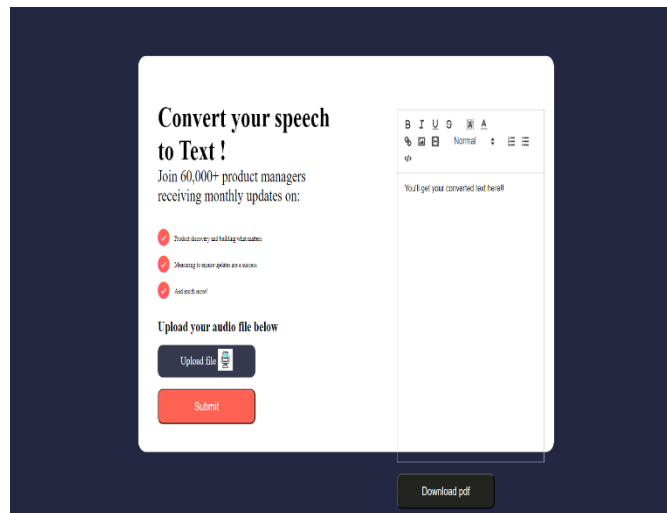 Convert your speech
to Text !
Join 60,000+ product managers
receiving monthly updates on:
Product discovery and building what matters
Measuring to ensure updates are a success
And much more!
Upload your audio file below
Upload file
Submit
B I U S A A
Normal
</>
You'll get your converted text here!!
Download pdf